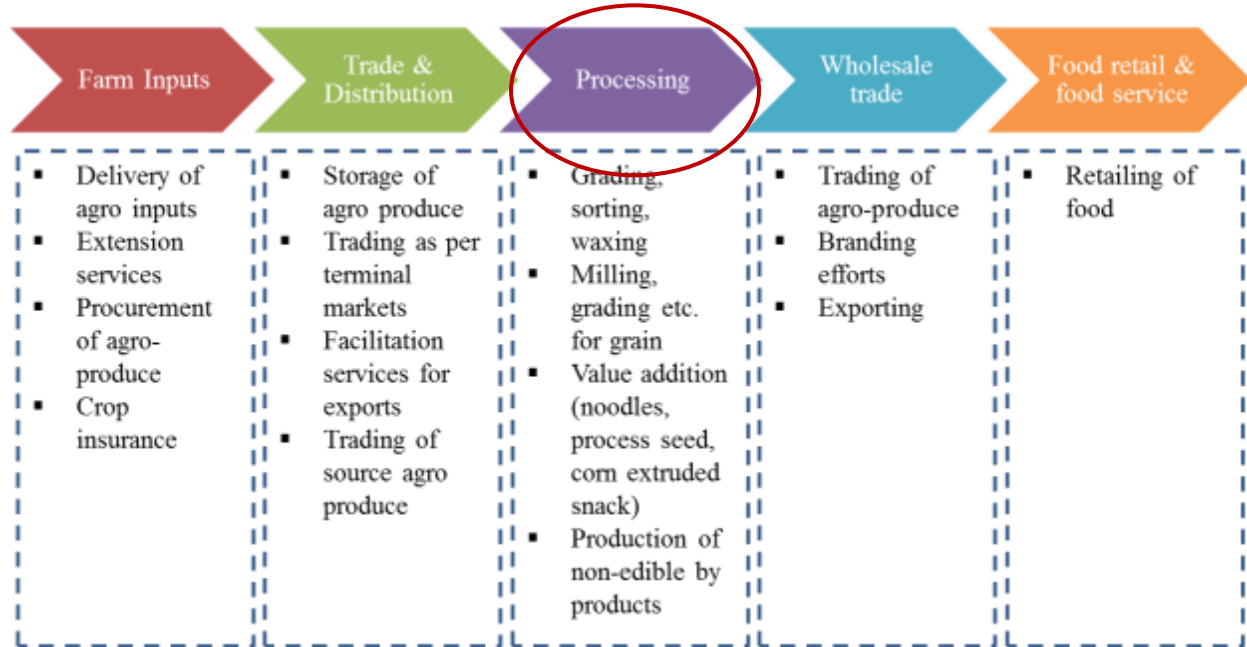 Farm Inputs
Trade &
Distribution
Processing
Wholesale
trade
Food retail &
food service
▪ Delivery of
agro inputs
▪ Extension
services
▪ Procurement
of agro-
produce
▪ Crop
insurance
▪ Storage of
agro produce
▪ Trading as per
terminal
markets
▪ Facilitation
services for
exports
▪ Trading of
source agro
produce
▪ Grading,
sorting,
waxing
▪ Milling,
grading etc.
for grain
▪ Value addition
(noodles,
process seed,
corn extruded
snack)
▪ Production of
non-edible by
products
▪ Trading of
agro-produce
▪ Branding
efforts
▪ Exporting
▪ Retailing of
food